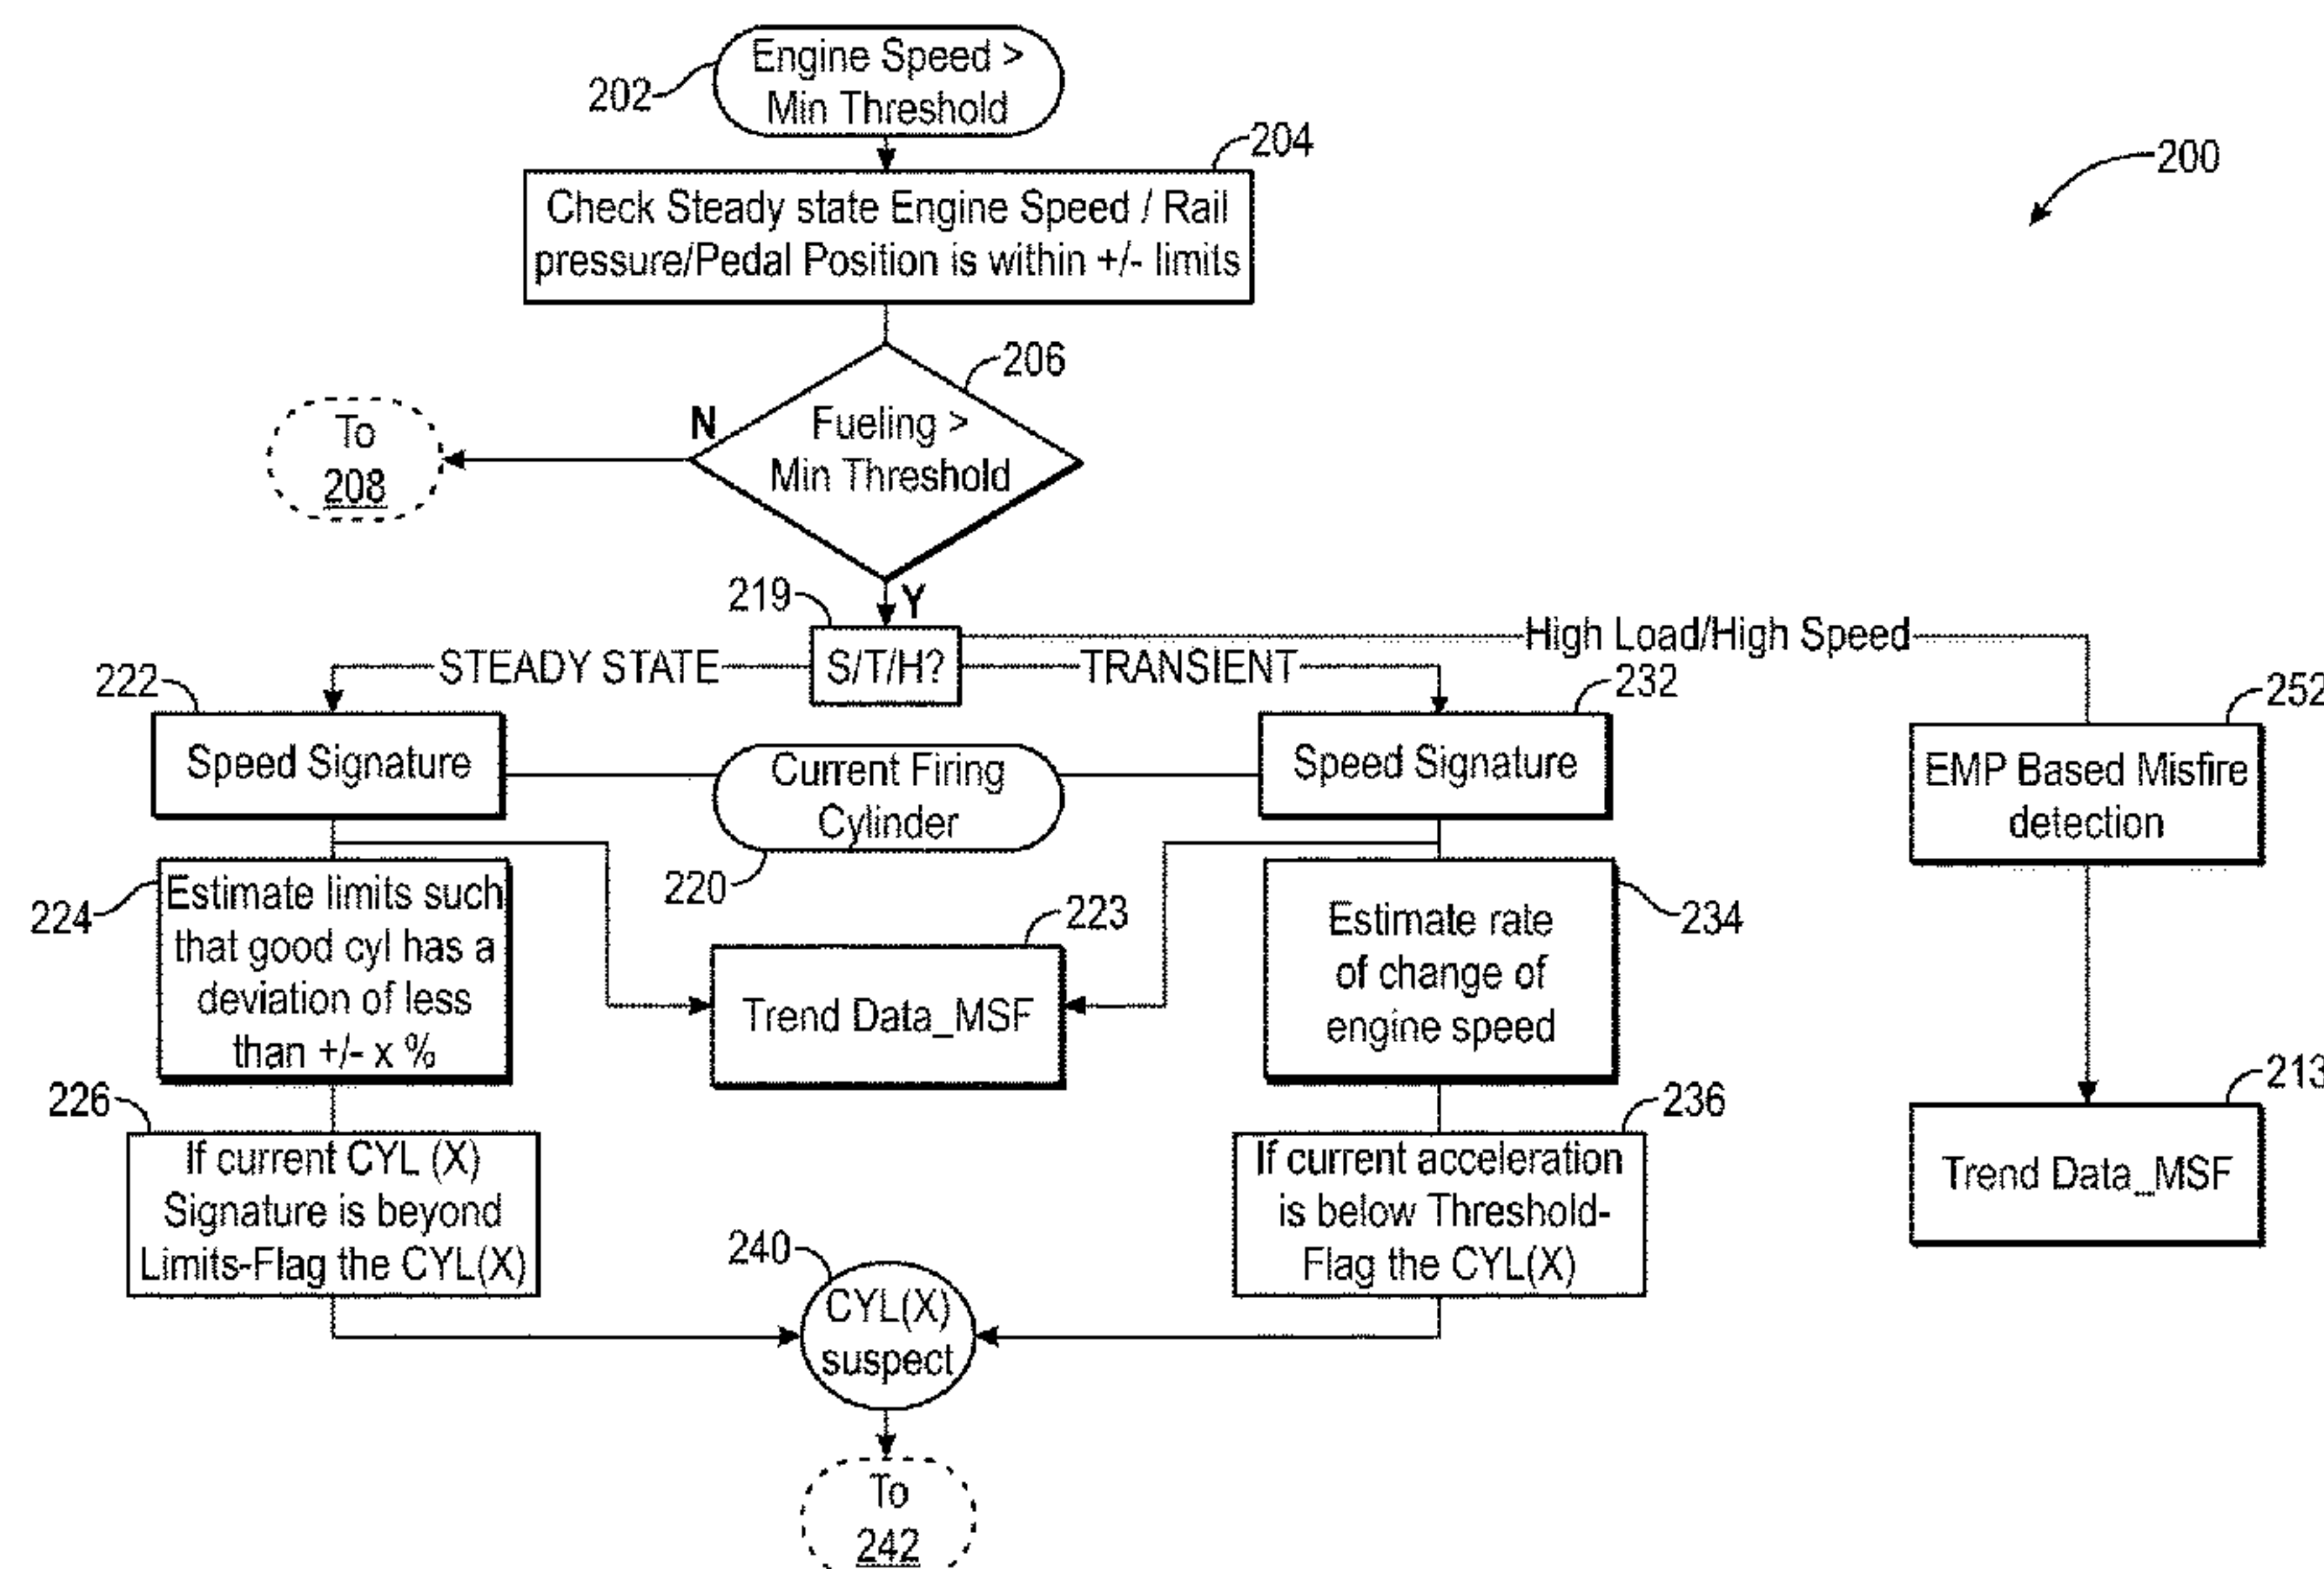 Engine Speed >
Min Threshold
202
204
200
Check Steady state Engine Speed / Rail
pressure/Pedal Position is within +/- limits
206
N
Fueling >
Min Threshold
To
208
Y
219
S/T/H?
STEADY STATE
TRANSIENT
High Load/High Speed
222
Speed Signature
Current Firing
Cylinder
220
232
Speed Signature
252
EMP Based Misfire
detection
224
Estimate limits such
that good cyl has a
deviation of less
than +/- x %
223
Trend Data_MSF
234
Estimate rate
of change of
engine speed
213
Trend Data_MSF
226
If current CYL (X)
Signature is beyond
Limits-Flag the CYL(X)
236
If current acceleration
is below Threshold-
Flag the CYL(X)
240
CYL(X)
suspect
To
242